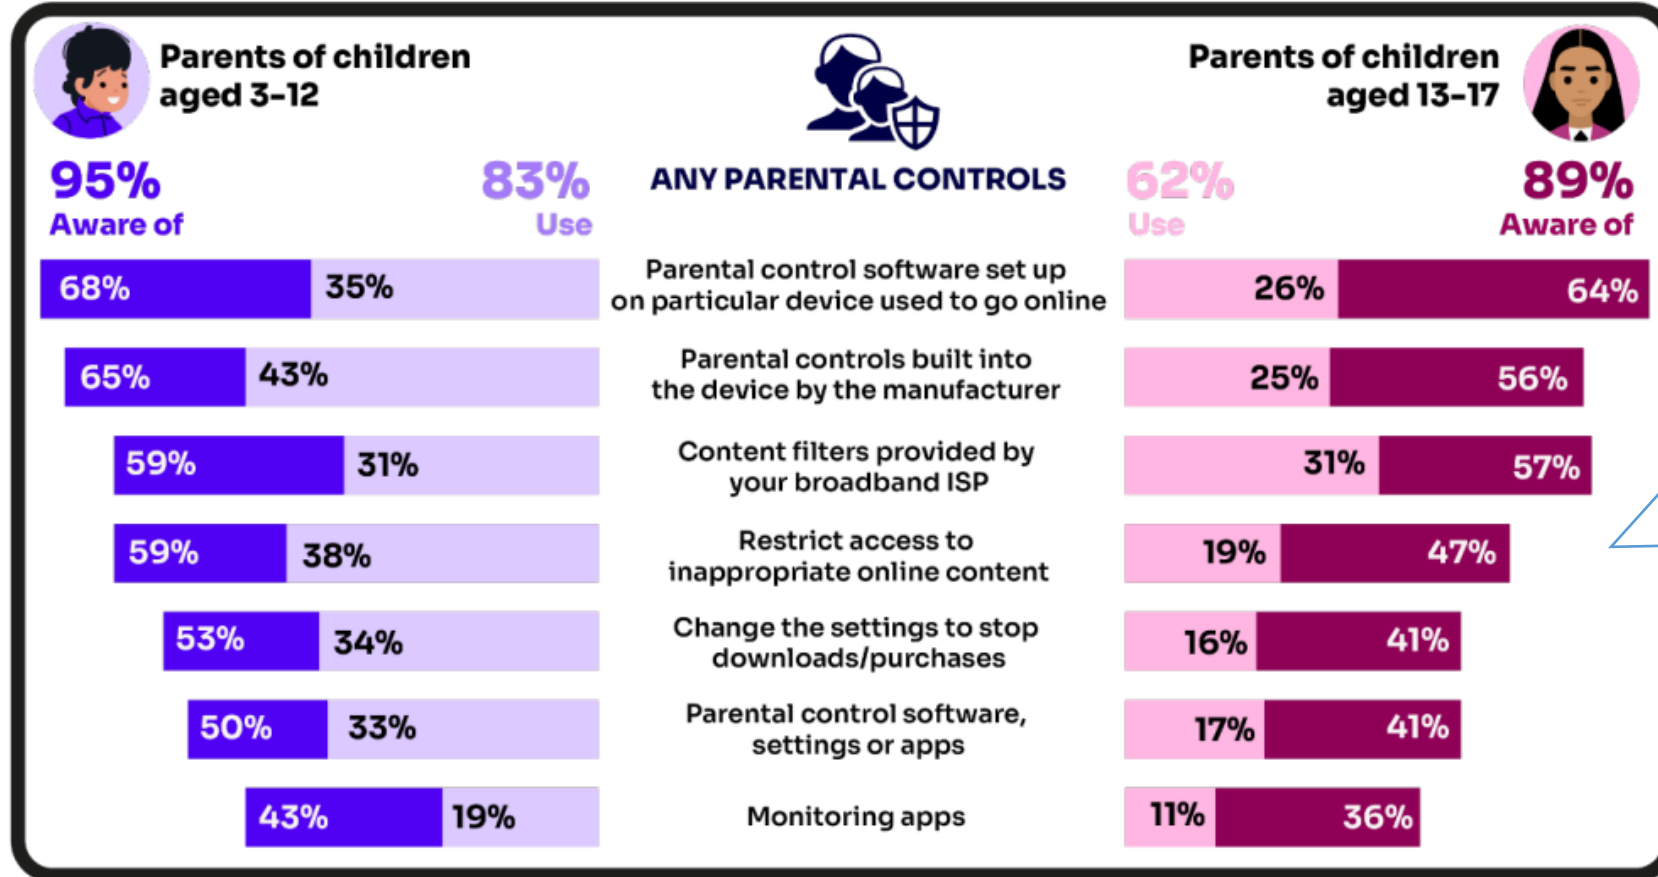 Parents of children
aged 3-12
Parents of children
aged 13-17
95%
Aware of
83%
Use
ANY PARENTAL CONTROLS
62%
Use
89%
Aware of
68% 35% Parental control software set up
on particular device used to go online 26% 64%
65% 43% Parental controls built into
the device by the manufacturer 25% 56%
59% 31% Content filters provided by
your broadband ISP 31% 57%
59% 38% Restrict access to
inappropriate online content 19% 47%
53% 34% Change the settings to stop
downloads/purchases 16% 41%
50% 33% Parental control software,
settings or apps 17% 41%
43% 19% Monitoring apps 11% 36%